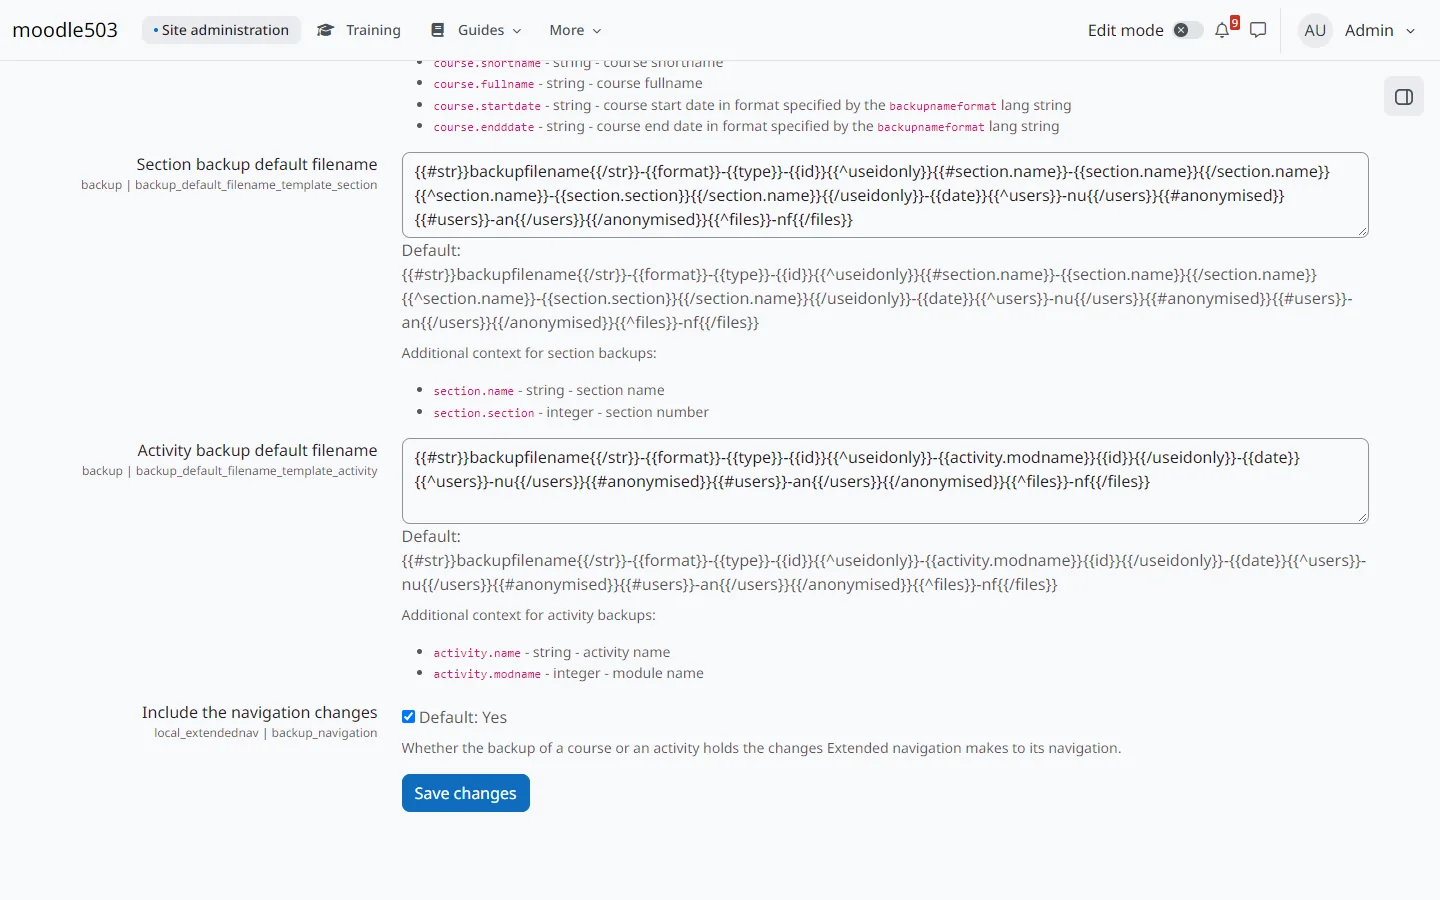 moodle503
Site administration
Training
Guides
More
Edit mode
9
AU
Admin
course.shortname - string - course shortname
course.fullname - string - course fullname
course.startdate - string - course start date in format specified by the backupnameformat lang string
course.endddate - string - course end date in format specified by the backupnameformat lang string
Section backup default filename
backup | backup_default_filename_template_section
{{#str}}backupfilename{{/str}}-{{format}}-{{type}}-{{id}}{{^useidonly}}{{#section.name}}-{{section.name}}{{/section.name}}
{{^section.name}}-{{section.section}}{{/section.name}}{{/useidonly}}-{{date}}{{^users}}-nu{{/users}}{{#anonymised}}
{{#users}}-an{{/users}}{{/anonymised}}{{^files}}-nf{{/files}}
Default:
{{#str}}backupfilename{{/str}}-{{format}}-{{type}}-{{id}}{{^useidonly}}{{#section.name}}-{{section.name}}{{/section.name}}
{{^section.name}}-{{section.section}}{{/section.name}}{{/useidonly}}-{{date}}{{^users}}-nu{{/users}}{{#anonymised}}{{#users}}-
an{{/users}}{{/anonymised}}{{^files}}-nf{{/files}}
Additional context for section backups:
section.name - string - section name
section.section - integer - section number
Activity backup default filename
backup | backup_default_filename_template_activity
{{#str}}backupfilename{{/str}}-{{format}}-{{type}}-{{id}}{{^useidonly}}-{{activity.modname}}{{id}}{{/useidonly}}-{{date}}
{{^users}}-nu{{/users}}{{#anonymised}}{{#users}}-an{{/users}}{{/anonymised}}{{^files}}-nf{{/files}}
Default:
{{#str}}backupfilename{{/str}}-{{format}}-{{type}}-{{id}}{{^useidonly}}-{{activity.modname}}{{id}}{{/useidonly}}-{{date}}{{^users}}-
nu{{/users}}{{#anonymised}}{{#users}}-an{{/users}}{{/anonymised}}{{^files}}-nf{{/files}}
Additional context for activity backups:
activity.name - string - activity name
activity.modname - integer - module name
Include the navigation changes
local_extendednav | backup_navigation
Default: Yes
Whether the backup of a course or an activity holds the changes Extended navigation makes to its navigation.
Save changes